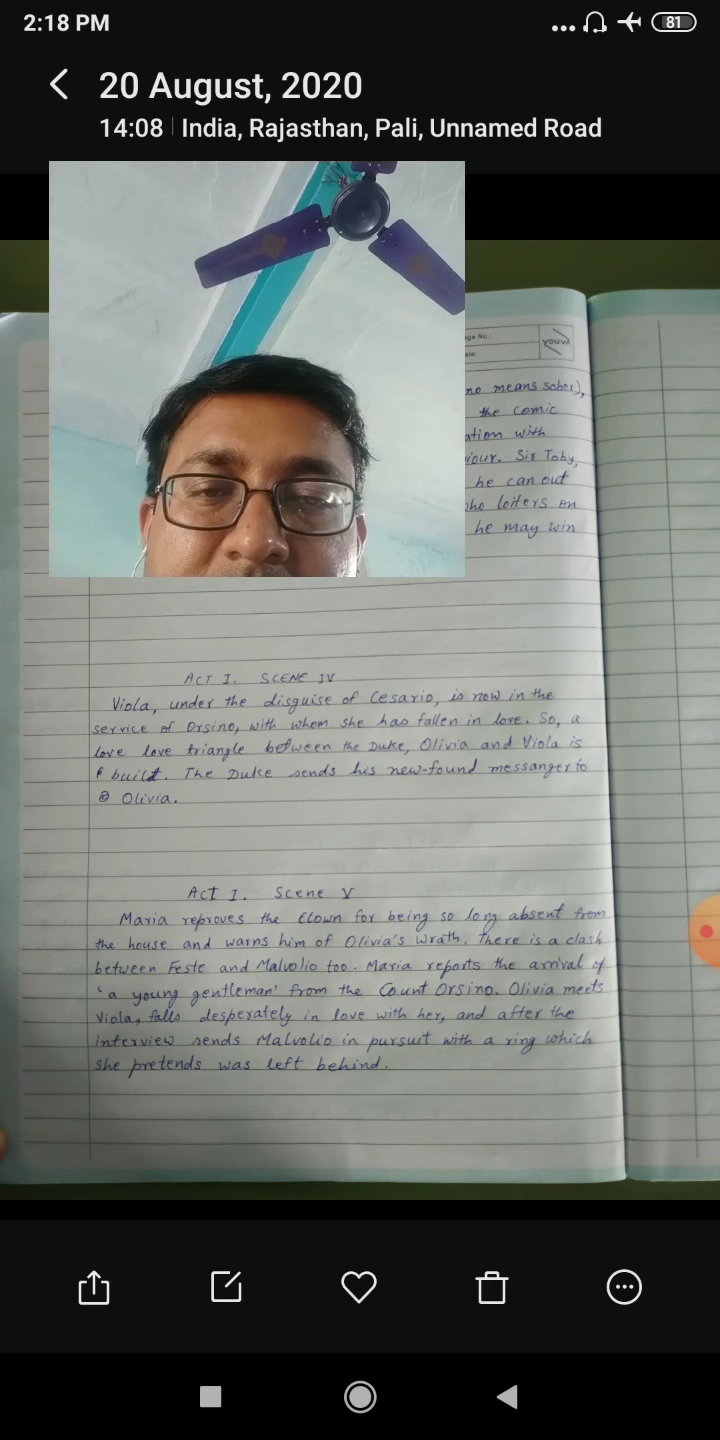 2:18 PM
81
20 August, 2020
14:08 India, Rajasthan, Pali, Unnamed Road
ge No.:
ate:
YOUVA
no means sober),
the comic
ation with
viour. Sir Toby,
he can out
who loiters on
he may win
ACT I. SCENE IV
Viola, under the disguise of Cesario, is now in the
service of Orsino, with whom she has fallen in love. So, a
love love triangle between the Duke, Olivia and Viola is
built. The Duke sends his new-found messanger to
Olivia.
ACT I. Scene V
Maria reproves the Clown for being so long absent from
the house and warns him of Olivia's wrath. There is a clash
between Feste and Malvolio too. Maria reports the arrival of
'a young gentleman' from the Count Orsino. Olivia meets
Viola, falls desperately in love with her, and after the
interview sends Malvolio in pursuit with a ring which
she pretends was left behind.